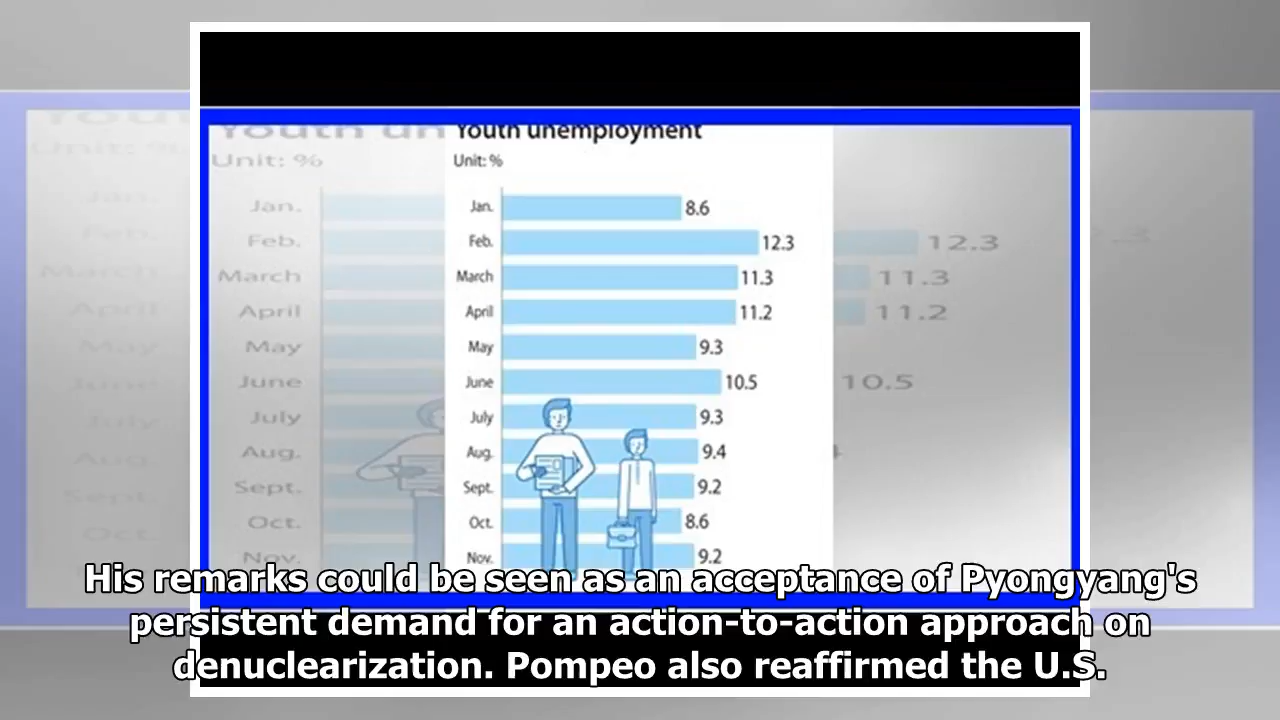 Youth unemployment
Unit: %
Jan. 8.6
Feb. 12.3
March 11.3
April 11.2
May 9.3
June 10.5
July 9.3
Aug. 9.4
Sept. 9.2
Oct. 8.6
Nov. 9.2
His remarks could be seen as an acceptance of Pyongyang's
persistent demand for an action-to-action approach on
denuclearization. Pompeo also reaffirmed the U.S.